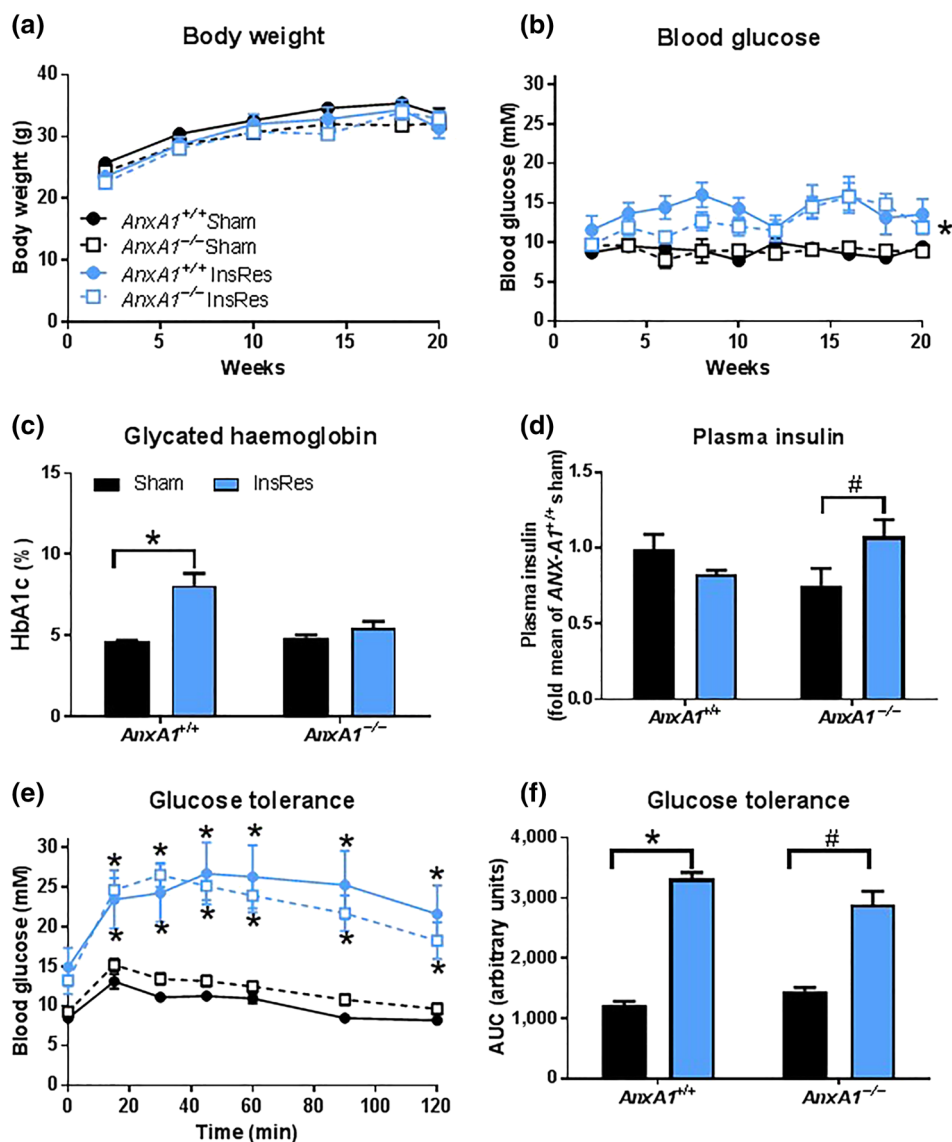 (a)
Body weight
Body weight (g)
40
30
20
10
0
AnxA1+/+ Sham
AnxA1−/− Sham
AnxA1+/+ InsRes
AnxA1−/− InsRes
0 5 10 15 20
Weeks
(b)
Blood glucose
Blood glucose (mM)
30
25
20
15
10
5
0
*
0 5 10 15 20
Weeks
(c)
Glycated haemoglobin
HbA1c (%)
15
10
5
0
Sham InsRes
*
AnxA1+/+ AnxA1−/−
(d)
Plasma insulin
Plasma insulin
(fold mean of ANX-A1+/+ sham)
1.5
1.0
0.5
0.0
#
AnxA1+/+ AnxA1−/−
(e)
Glucose tolerance
Blood glucose (mM)
30
25
20
15
10
5
0
* * * * * *
* * * * * *
0 20 40 60 80 100 120
Time (min)
(f)
Glucose tolerance
AUC (arbitrary units)
4,000
3,000
2,000
1,000
0
* #
AnxA1+/+ AnxA1−/−